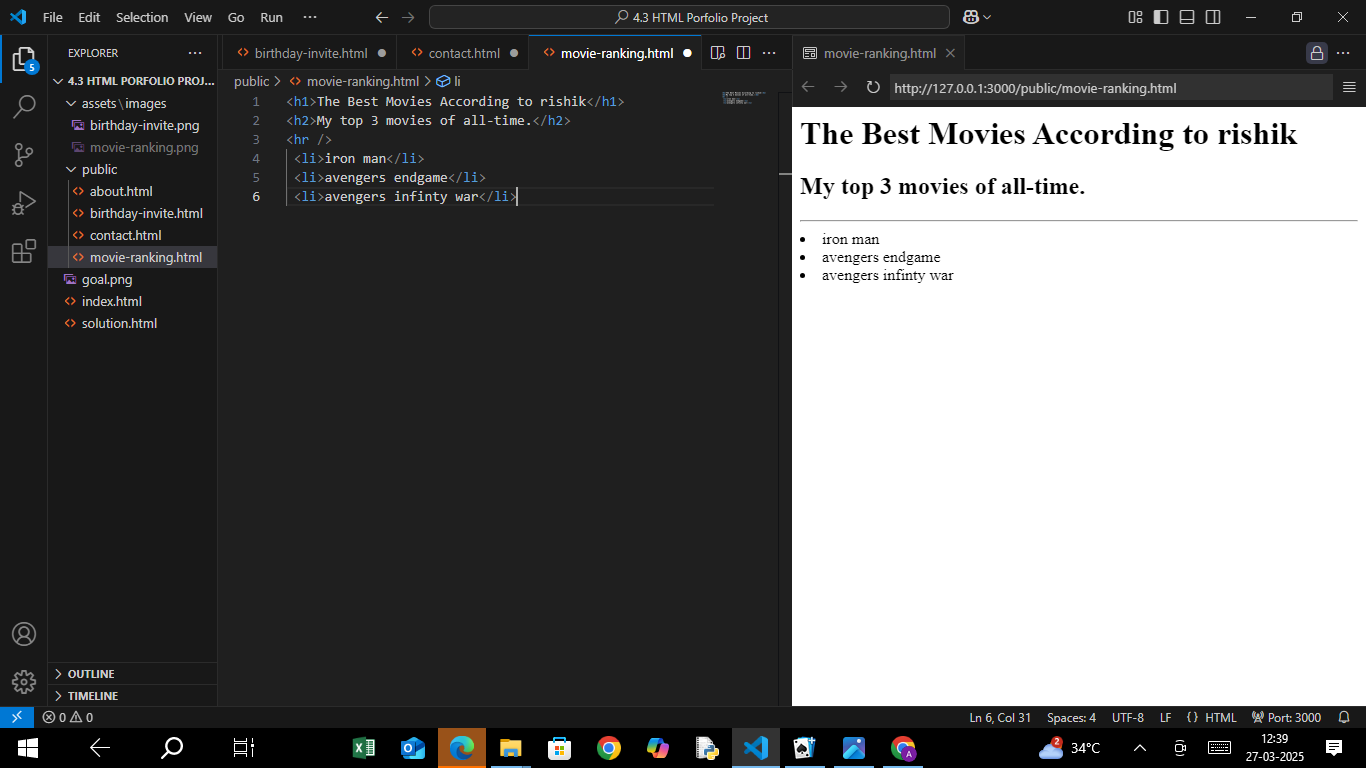 File Edit Selection View Go Run ··· 4.3 HTML Porfolio Project
EXPLORER ···
4.3 HTML PORFOLIO PROJ...
assets\images
birthday-invite.png
movie-ranking.png
public
about.html
birthday-invite.html
contact.html
movie-ranking.html
goal.png
index.html
solution.html
OUTLINE
TIMELINE
5
birthday-invite.html contact.html movie-ranking.html ···
public > movie-ranking.html > li
1 <h1>The Best Movies According to rishik</h1>
2 <h2>My top 3 movies of all-time.</h2>
3 <hr />
4 <li>iron man</li>
5 <li>avengers endgame</li>
6 <li>avengers infinty war</li>
movie-ranking.html ···
http://127.0.0.1:3000/public/movie-ranking.html
The Best Movies According to rishik
My top 3 movies of all-time.
• iron man
• avengers endgame
• avengers infinty war
0 0 Ln 6, Col 31 Spaces: 4 UTF-8 LF {} HTML Port: 3000
2 34°C 12:39
27-03-2025
A